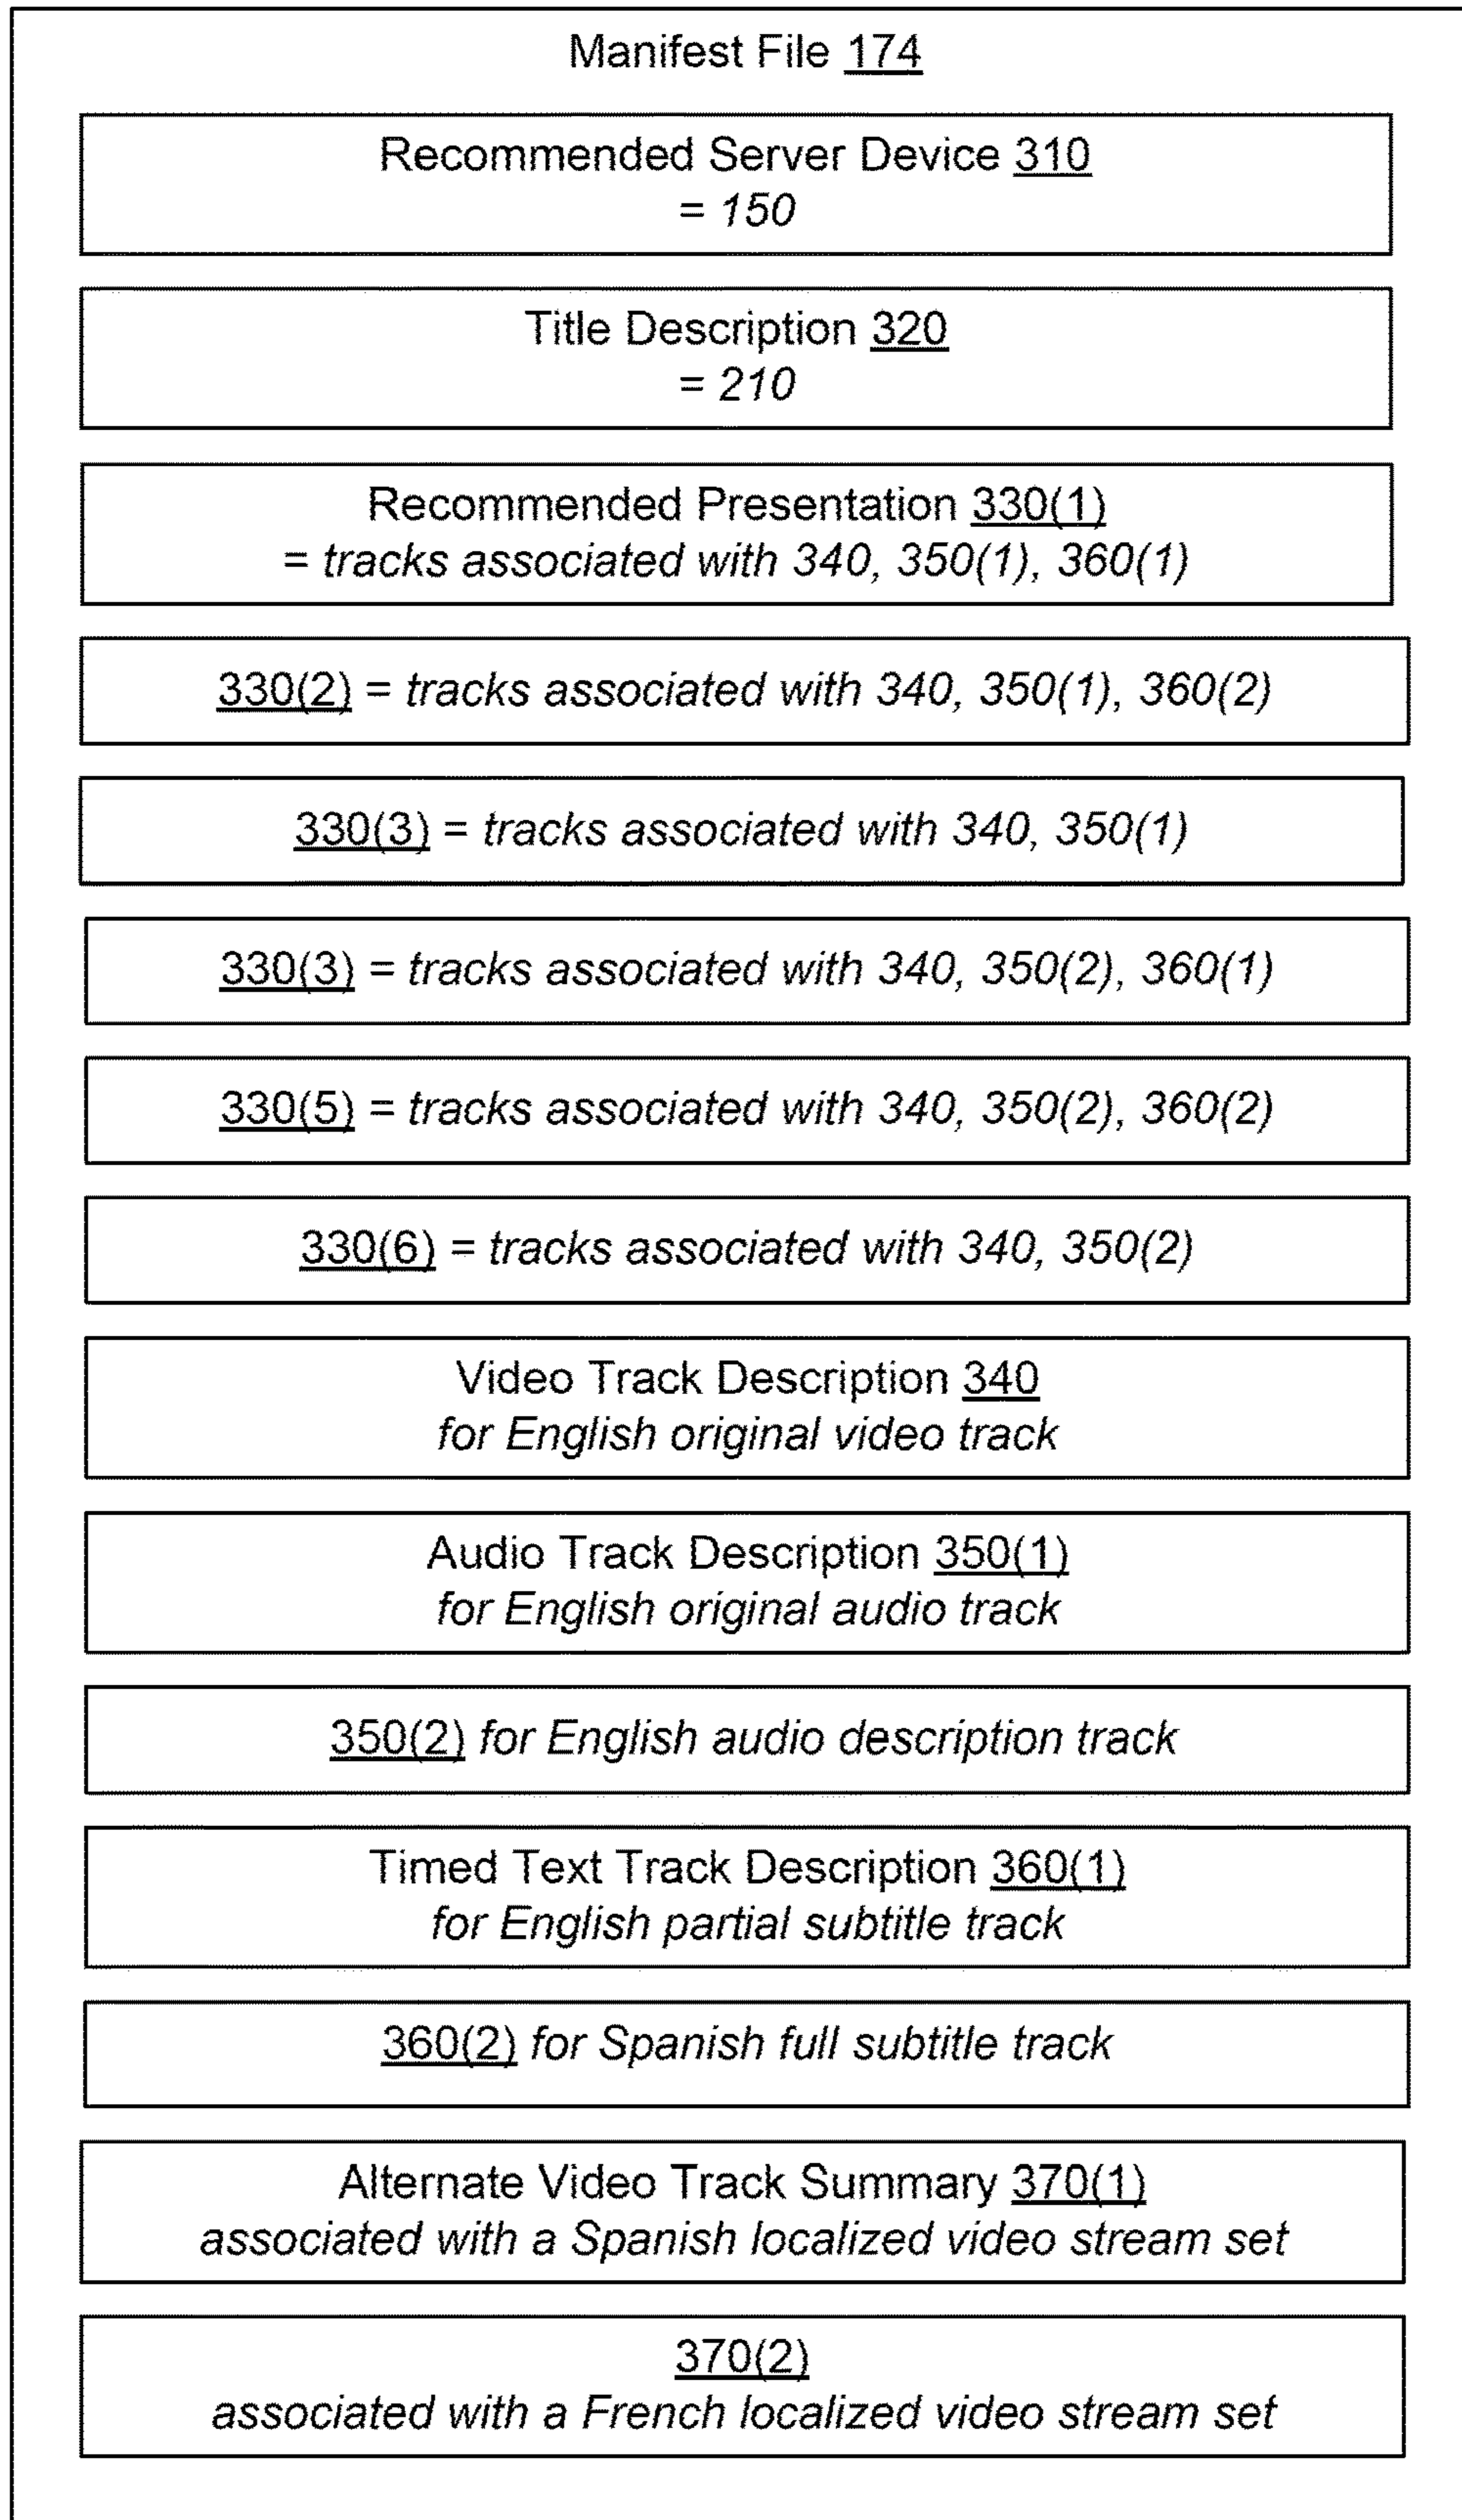 Manifest File 174
Recommended Server Device 310
= 150
Title Description 320
= 210
Recommended Presentation 330(1)
= tracks associated with 340, 350(1), 360(1)
330(2) = tracks associated with 340, 350(1), 360(2)
330(3) = tracks associated with 340, 350(1)
330(3) = tracks associated with 340, 350(2), 360(1)
330(5) = tracks associated with 340, 350(2), 360(2)
330(6) = tracks associated with 340, 350(2)
Video Track Description 340
for English original video track
Audio Track Description 350(1)
for English original audio track
350(2) for English audio description track
Timed Text Track Description 360(1)
for English partial subtitle track
360(2) for Spanish full subtitle track
Alternate Video Track Summary 370(1)
associated with a Spanish localized video stream set
370(2)
associated with a French localized video stream set